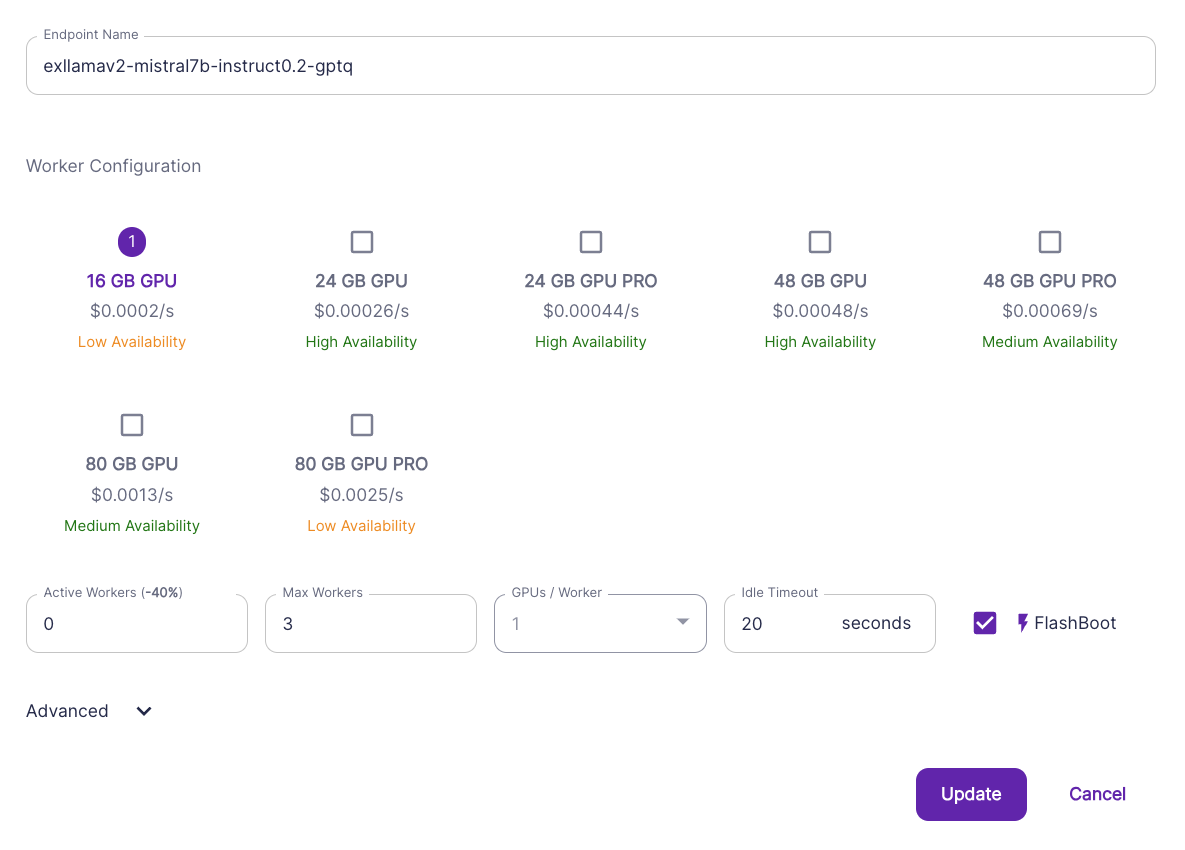 Endpoint Name
exllamav2-mistral7b-instruct0.2-gptq
Worker Configuration
1
16 GB GPU
$0.0002/s
Low Availability
24 GB GPU
$0.00026/s
High Availability
24 GB GPU PRO
$0.00044/s
High Availability
48 GB GPU
$0.00048/s
High Availability
48 GB GPU PRO
$0.00069/s
Medium Availability
80 GB GPU
$0.0013/s
Medium Availability
80 GB GPU PRO
$0.0025/s
Low Availability
Active Workers (-40%)
0
Max Workers
3
GPUs / Worker
1
Idle Timeout
20 seconds
FlashBoot
Advanced
Update
Cancel